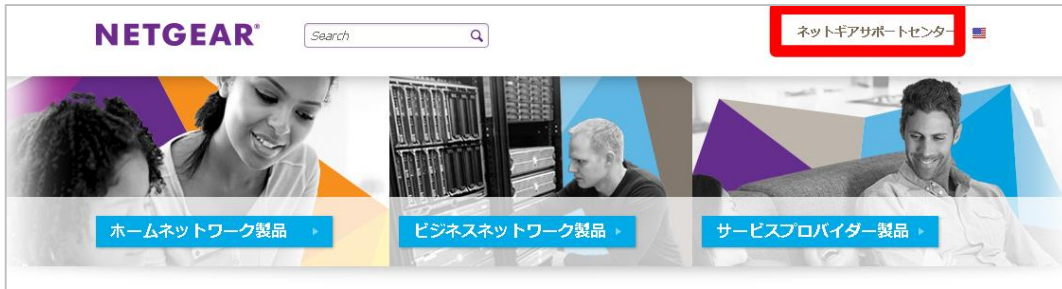 NETGEAR®
Search
ネットギアサポートセンター
ホームネットワーク製品
ビジネスネットワーク製品
サービスプロバイダー製品